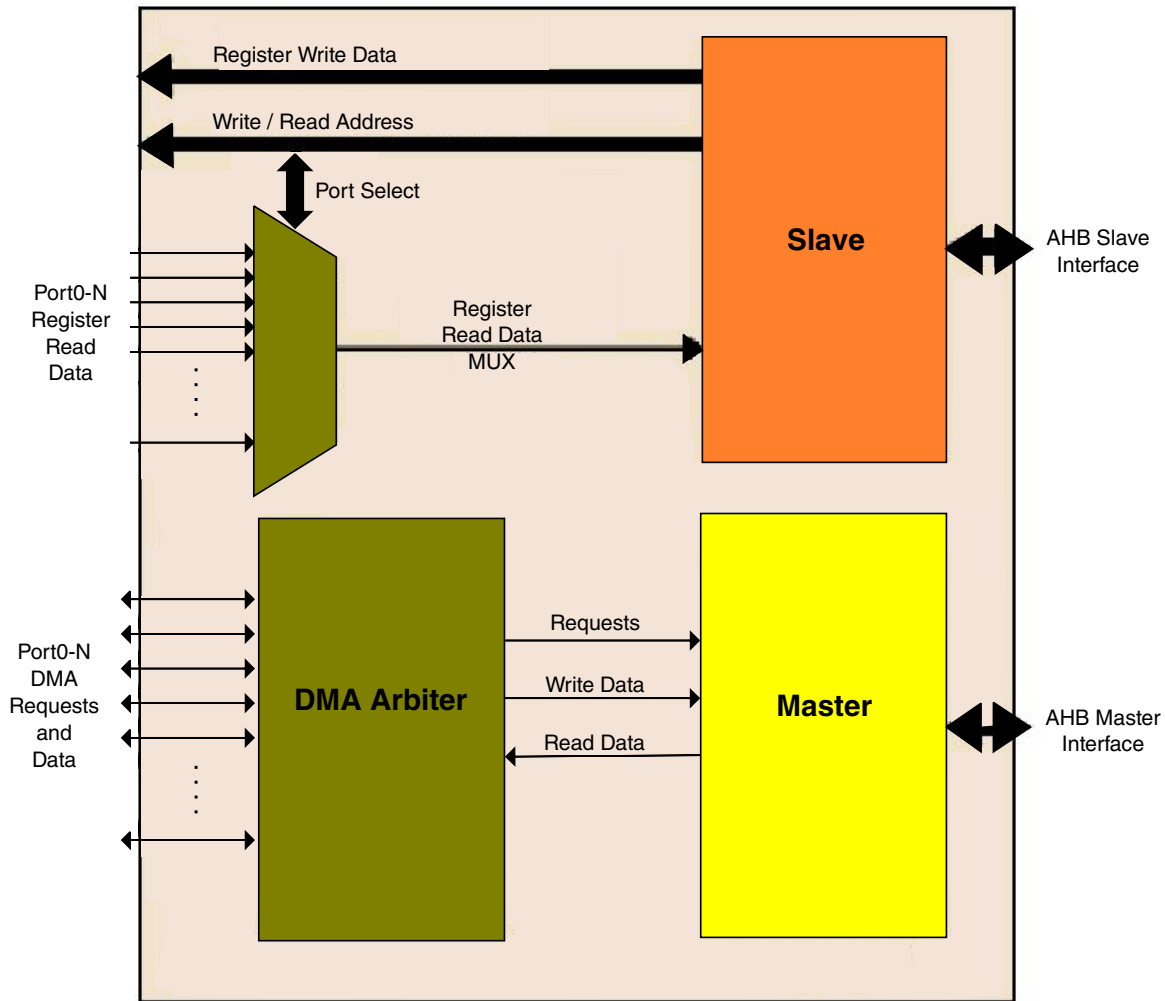 Register Write Data
Write / Read Address
Port Select
Slave
AHB Slave
Interface
Port0-N
Register
Read
Data
Register
Read Data
MUX
Port0-N
DMA
Requests
and
Data
DMA Arbiter
Requests
Write Data
Read Data
Master
AHB Master
Interface